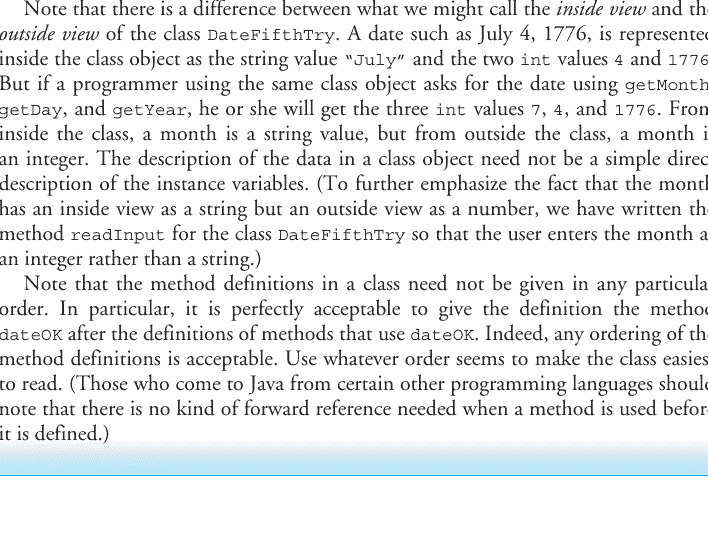 Note that there is a difference between what we might call the inside view and the
outside view of the class DateFifthTry. A date such as July 4, 1776, is represented
inside the class object as the string value “July” and the two int values 4 and 1776
But if a programmer using the same class object asks for the date using getMonth
getDay, and getYear, he or she will get the three int values 7, 4, and 1776. From
inside the class, a month is a string value, but from outside the class, a month i
an integer. The description of the data in a class object need not be a simple direc
description of the instance variables. (To further emphasize the fact that the month
has an inside view as a string but an outside view as a number, we have written th
method readInput for the class DateFifthTry so that the user enters the month a
an integer rather than a string.)
Note that the method definitions in a class need not be given in any particula
order. In particular, it is perfectly acceptable to give the definition the method
dateOK after the definitions of methods that use dateOK. Indeed, any ordering of th
method definitions is acceptable. Use whatever order seems to make the class easies
to read. (Those who come to Java from certain other programming languages should
note that there is no kind of forward reference needed when a method is used before
it is defined.)